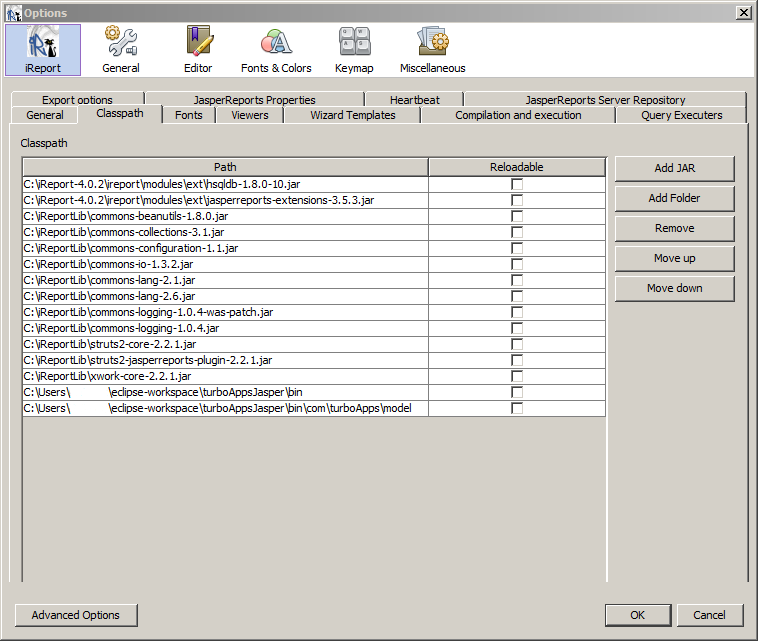 Options
iReport General Editor Fonts & Colors Keymap Miscellaneous
Export options JasperReports Properties Heartbeat JasperReports Server Repository
General Classpath Fonts Viewers Wizard Templates Compilation and execution Query Executers
Classpath
Path Reloadable
C:\iReport-4.0.2\ireport\modules\ext\hsqldb-1.8.0-10.jar
C:\iReport-4.0.2\ireport\modules\ext\jasperreports-extensions-3.5.3.jar
C:\iReportLib\commons-beanutils-1.8.0.jar
C:\iReportLib\commons-collections-3.1.jar
C:\iReportLib\commons-configuration-1.1.jar
C:\iReportLib\commons-io-1.3.2.jar
C:\iReportLib\commons-lang-2.1.jar
C:\iReportLib\commons-lang-2.6.jar
C:\iReportLib\commons-logging-1.0.4-was-patch.jar
C:\iReportLib\commons-logging-1.0.4.jar
C:\iReportLib\struts2-core-2.2.1.jar
C:\iReportLib\struts2-jasperreports-plugin-2.2.1.jar
C:\iReportLib\xwork-core-2.2.1.jar
C:\Users\ \eclipse-workspace\turboAppsJasper\bin
C:\Users\ \eclipse-workspace\turboAppsJasper\bin\com\turboApps\model
Add JAR
Add Folder
Remove
Move up
Move down
Advanced Options OK Cancel